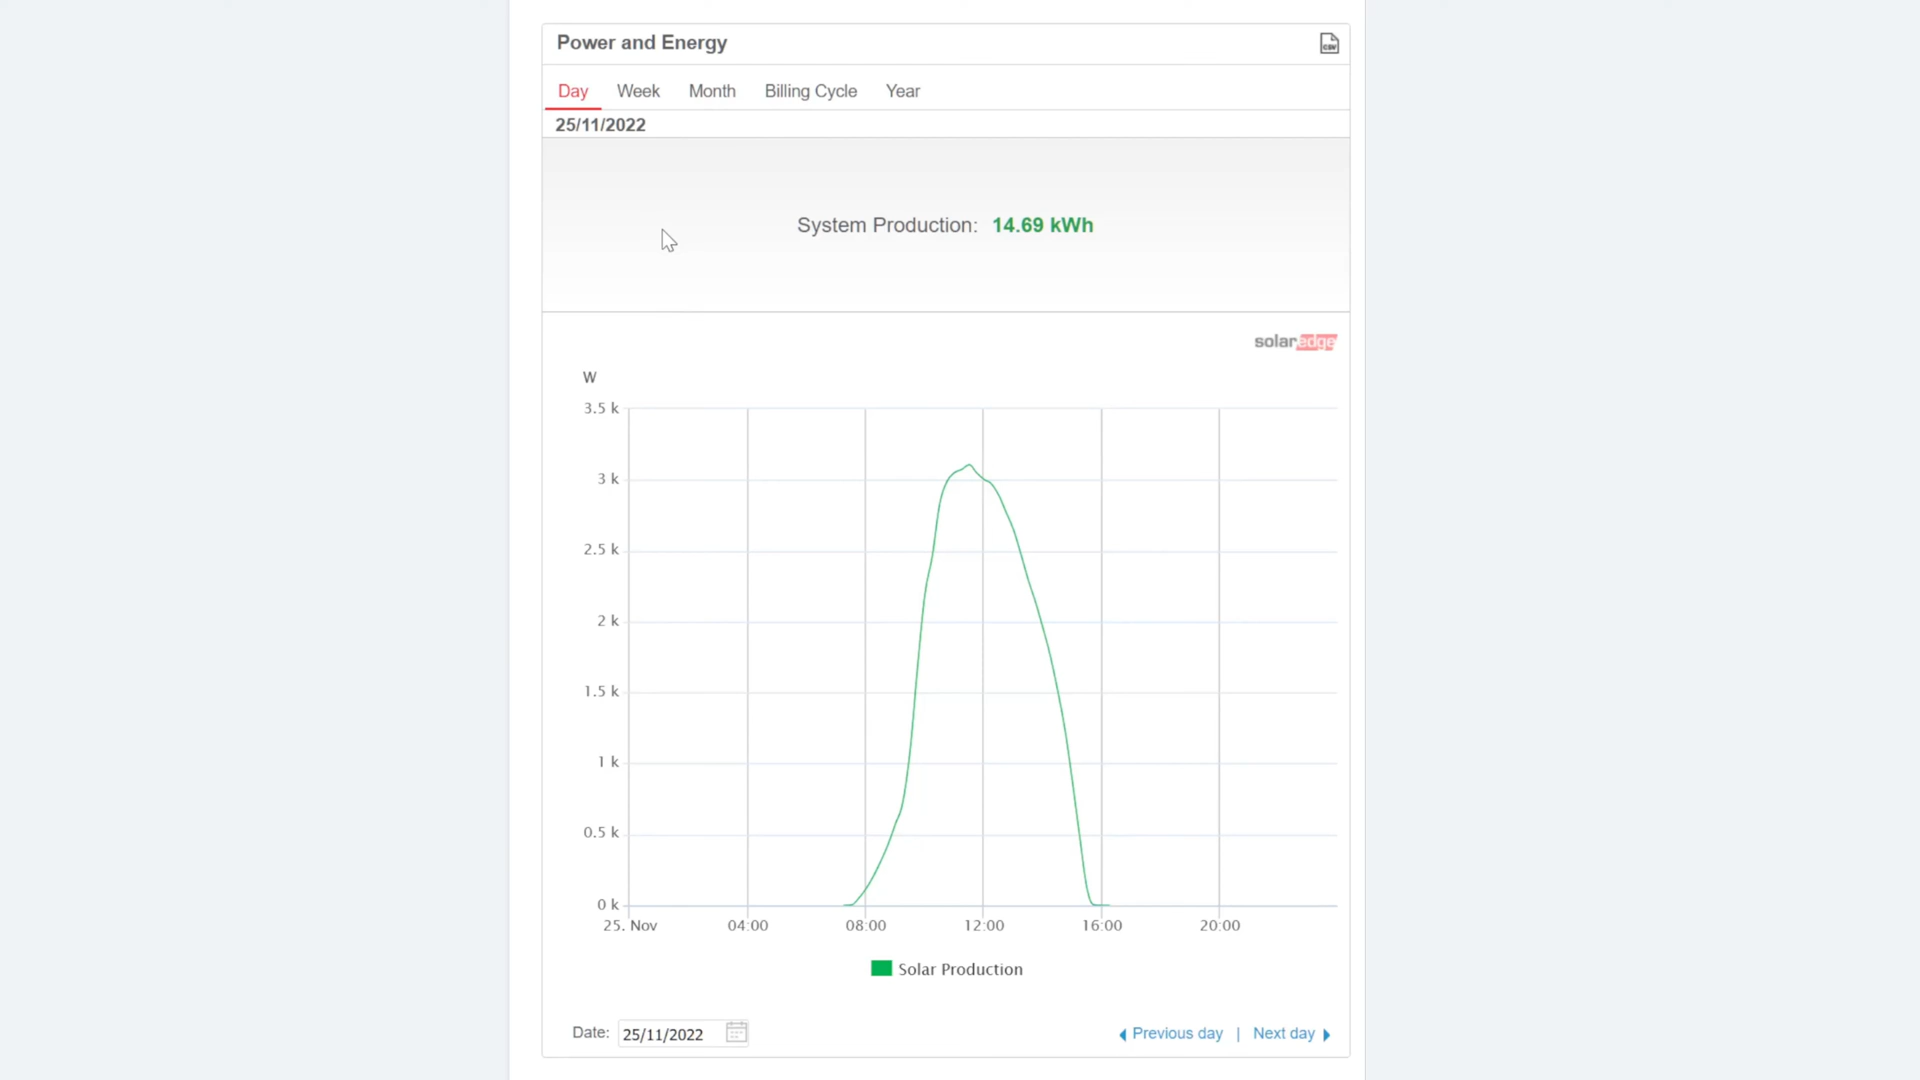 Power and Energy
CSV
Day Week Month Billing Cycle Year
25/11/2022
System Production: 14.69 kWh
solaredge
W
3.5 k
3 k
2.5 k
2 k
1.5 k
1 k
0.5 k
0 k
25. Nov 04:00 08:00 12:00 16:00 20:00
Solar Production
Date: 25/11/2022 Previous day | Next day